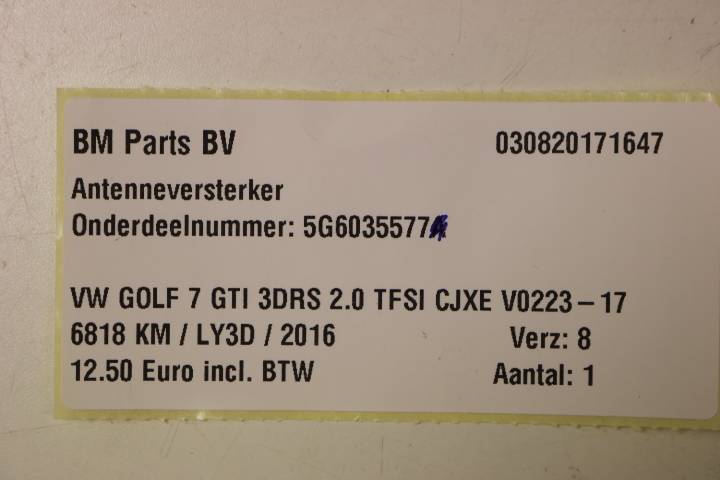 BM Parts BV 030820171647
Antenneversterker
Onderdeelnummer: 5G6035577
VW GOLF 7 GTI 3DRS 2.0 TFSI CJXE V0223-17
6818 KM / LY3D / 2016 Verz: 8
12.50 Euro incl. BTW Aantal: 1